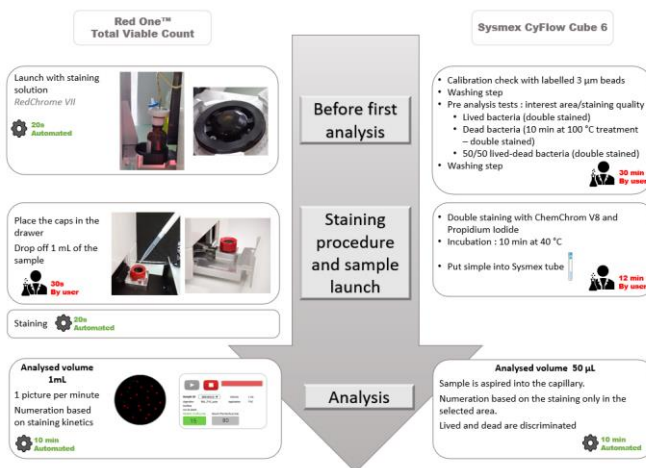 Red One™
Total Viable Count
Sysmex CyFlow Cube 6
Launch with staining
solution
RedChrome VII
20s
Automated
Before first
analysis
• Calibration check with labelled 3 µm beads
• Washing step
• Pre analysis tests : interest area/staining quality
• Lived bacteria (double stained)
• Dead bacteria (10 min at 100 °C treatment
– double stained)
• 50/50 lived-dead bacteria (double stained)
• Washing step
30 min
By user
Place the caps in the
drawer
Drop off 1 mL of the
sample
30s
By user
Staining
20s
Automated
Staining
procedure
and sample
launch
• Double staining with ChemChrom V8 and
Propidium Iodide
• Incubation : 10 min at 40 °C
• Put simple into Sysmex tube
12 min
By user
Analysed volume
1mL
1 picture per minute
Numeration based
on staining kinetics
10 min
Automated
Analysis
Analysed volume 50 µL
Sample is aspired into the capillary.
Numeration based on the staining only in the
selected area.
Lived and dead are discriminated
10 min
Automated